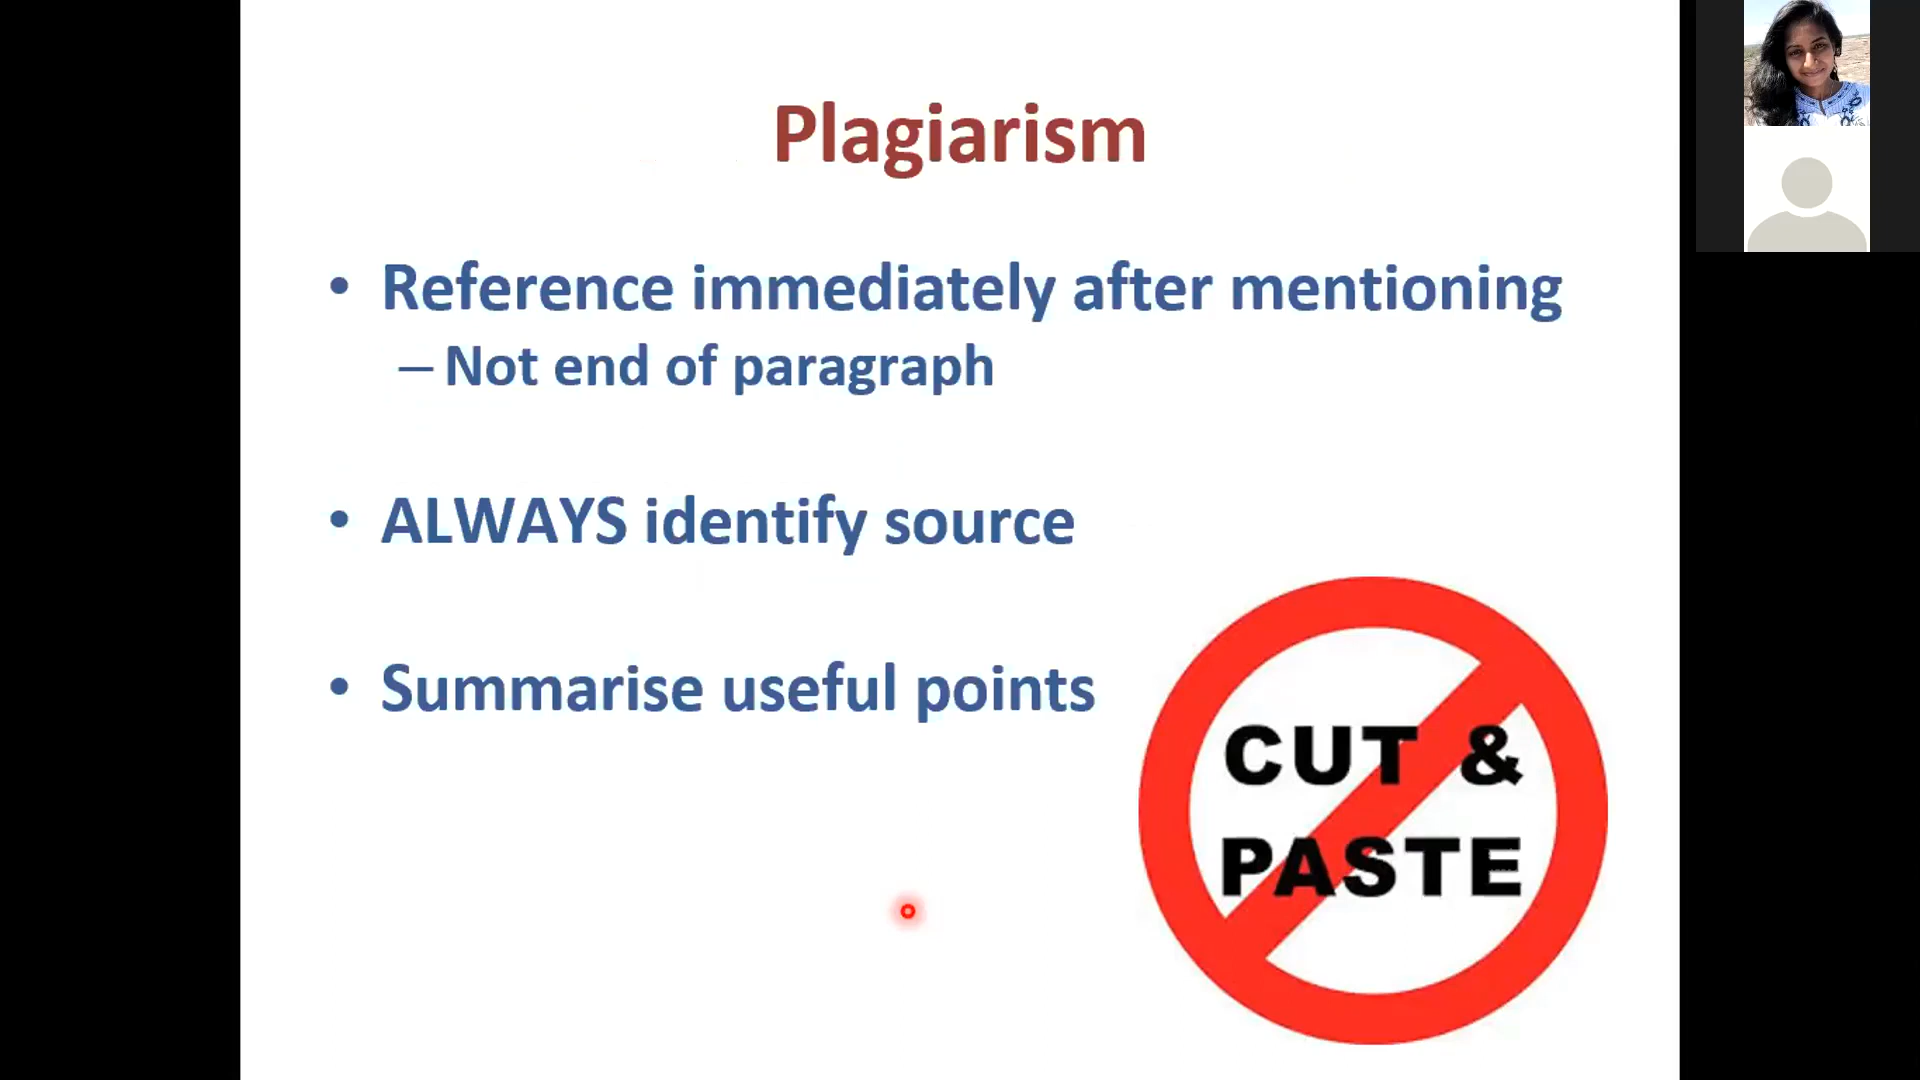 Plagiarism
• Reference immediately after mentioning
– Not end of paragraph
• ALWAYS identify source
• Summarise useful points
CUT &
PASTE